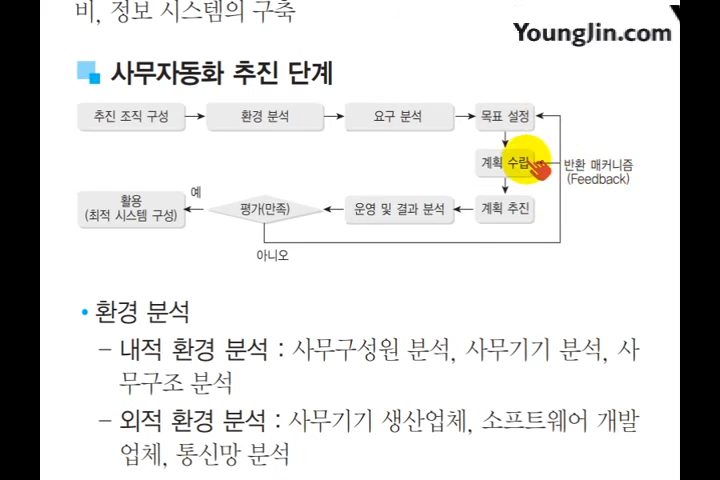 비, 정보 시스템의 구축
YoungJin.com
사무자동화 추진 단계
추진 조직 구성
환경 분석
요구 분석
목표 설정
계획 수립
반환 매커니즘
(Feedback)
계획 추진
운영 및 결과 분석
평가(만족)
예
활용
(최적 시스템 구성)
아니오
• 환경 분석
– 내적 환경 분석 : 사무구성원 분석, 사무기기 분석, 사
무구조 분석
– 외적 환경 분석 : 사무기기 생산업체, 소프트웨어 개발
업체, 통신망 분석